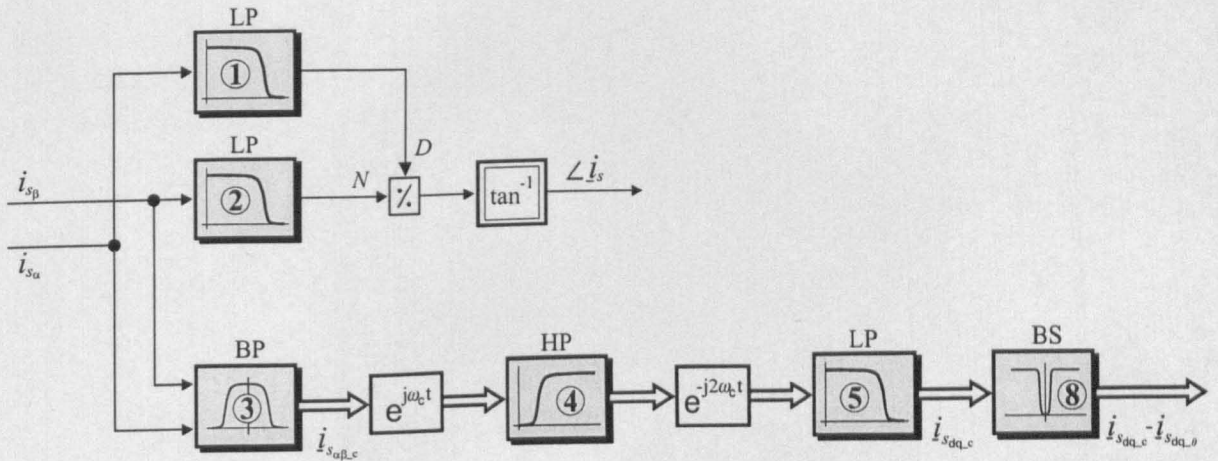 LP
①
D
LP
i_sβ
②
N
٪
tan⁻¹
∠i_s
i_sα
BP
③
i_sαβ_c
e^jω_c t
HP
④
e^-j2ω_c t
LP
⑤
i_sdq_c
BS
⑧
i_sdq_c - i_sdq_θ